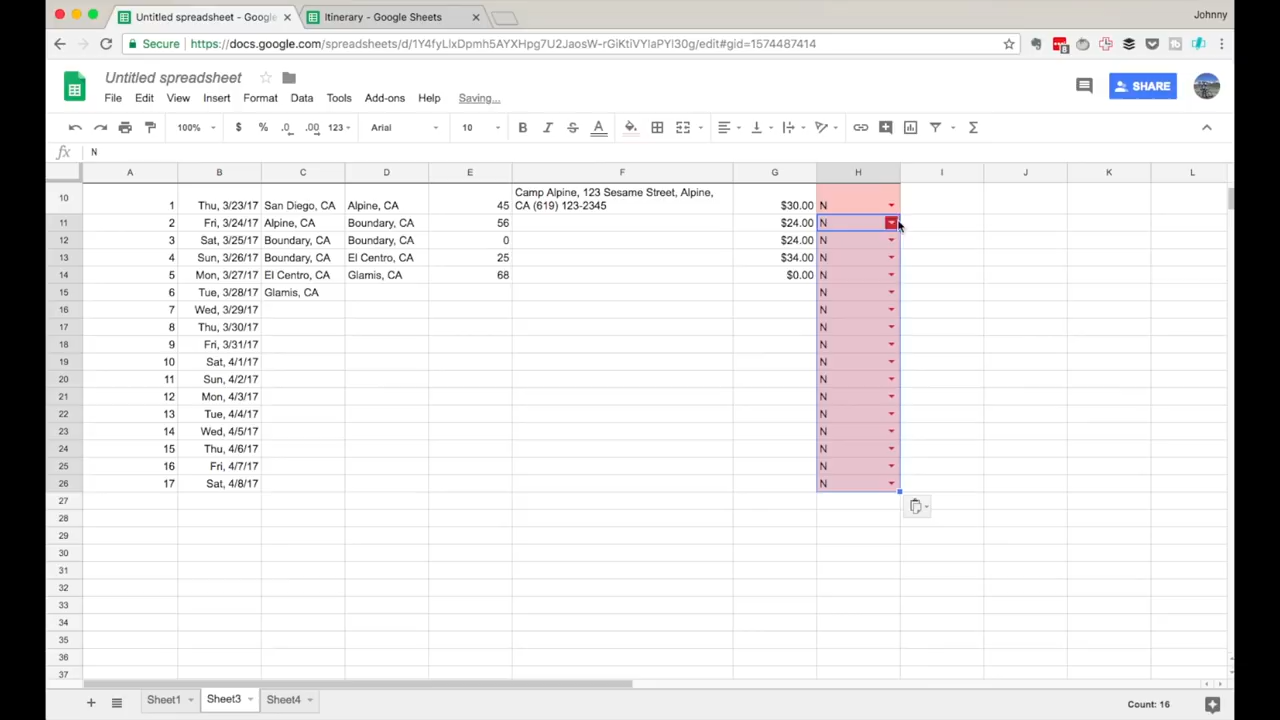 Untitled spreadsheet - Google
Itinerary - Google Sheets
Johnny
Secure
https://docs.google.com/spreadsheets/d/1Y4fyLlxDpmh5AYXHpg7U2JaosW-rGiKtiVYlaPYl30g/edit#gid=1574487414
Untitled spreadsheet
SHARE
File Edit View Insert Format Data Tools Add-ons Help Saving...
100% $ % .0 .00 123 Arial 10 B I S A Σ
fx N
A B C D E F G H I J K L
10 1 Thu, 3/23/17 San Diego, CA Alpine, CA 45 Camp Alpine, 123 Sesame Street, Alpine, CA (619) 123-2345 $30.00 N
11 2 Fri, 3/24/17 Alpine, CA Boundary, CA 56 $24.00 N
12 3 Sat, 3/25/17 Boundary, CA Boundary, CA 0 $24.00 N
13 4 Sun, 3/26/17 Boundary, CA El Centro, CA 25 $34.00 N
14 5 Mon, 3/27/17 El Centro, CA Glamis, CA 68 $0.00 N
15 6 Tue, 3/28/17 Glamis, CA N
16 7 Wed, 3/29/17 N
17 8 Thu, 3/30/17 N
18 9 Fri, 3/31/17 N
19 10 Sat, 4/1/17 N
20 11 Sun, 4/2/17 N
21 12 Mon, 4/3/17 N
22 13 Tue, 4/4/17 N
23 14 Wed, 4/5/17 N
24 15 Thu, 4/6/17 N
25 16 Fri, 4/7/17 N
26 17 Sat, 4/8/17 N
27
28
29
30
31
32
33
34
35
36
37
Sheet1 Sheet3 Sheet4 Count: 16